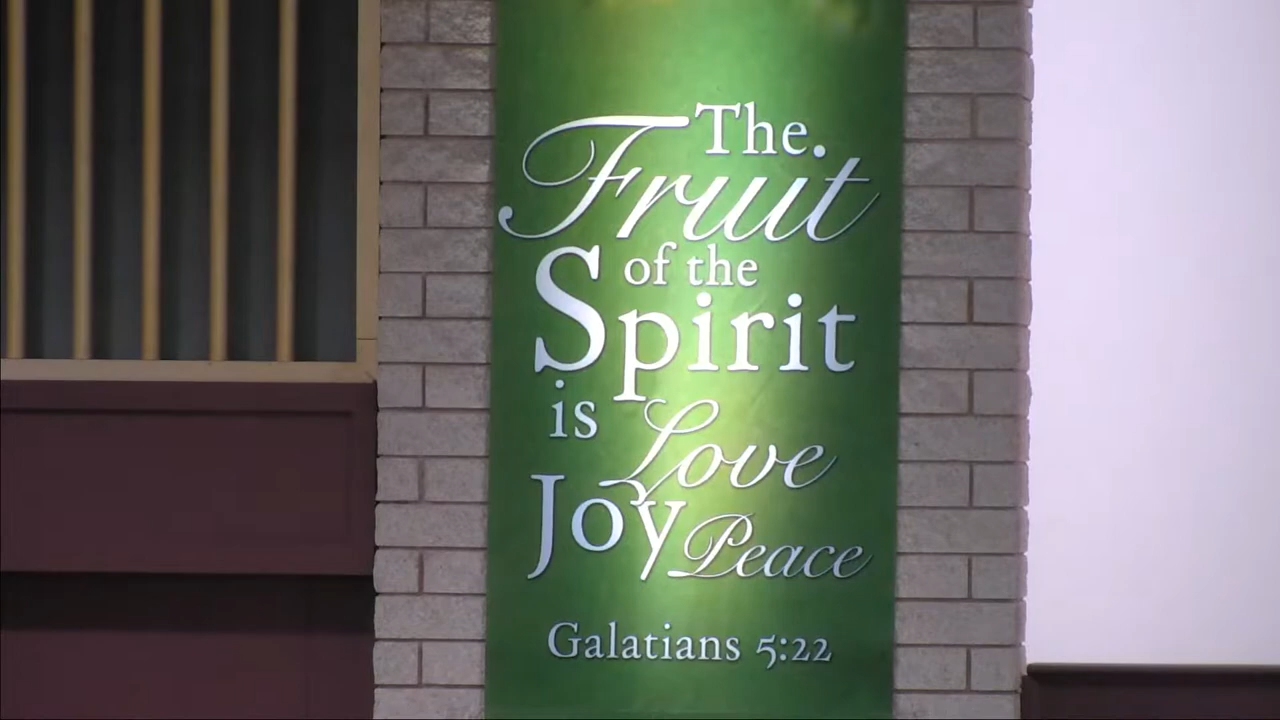 The
Fruit
of the
Spirit
is Love
Joy Peace
Galatians 5:22